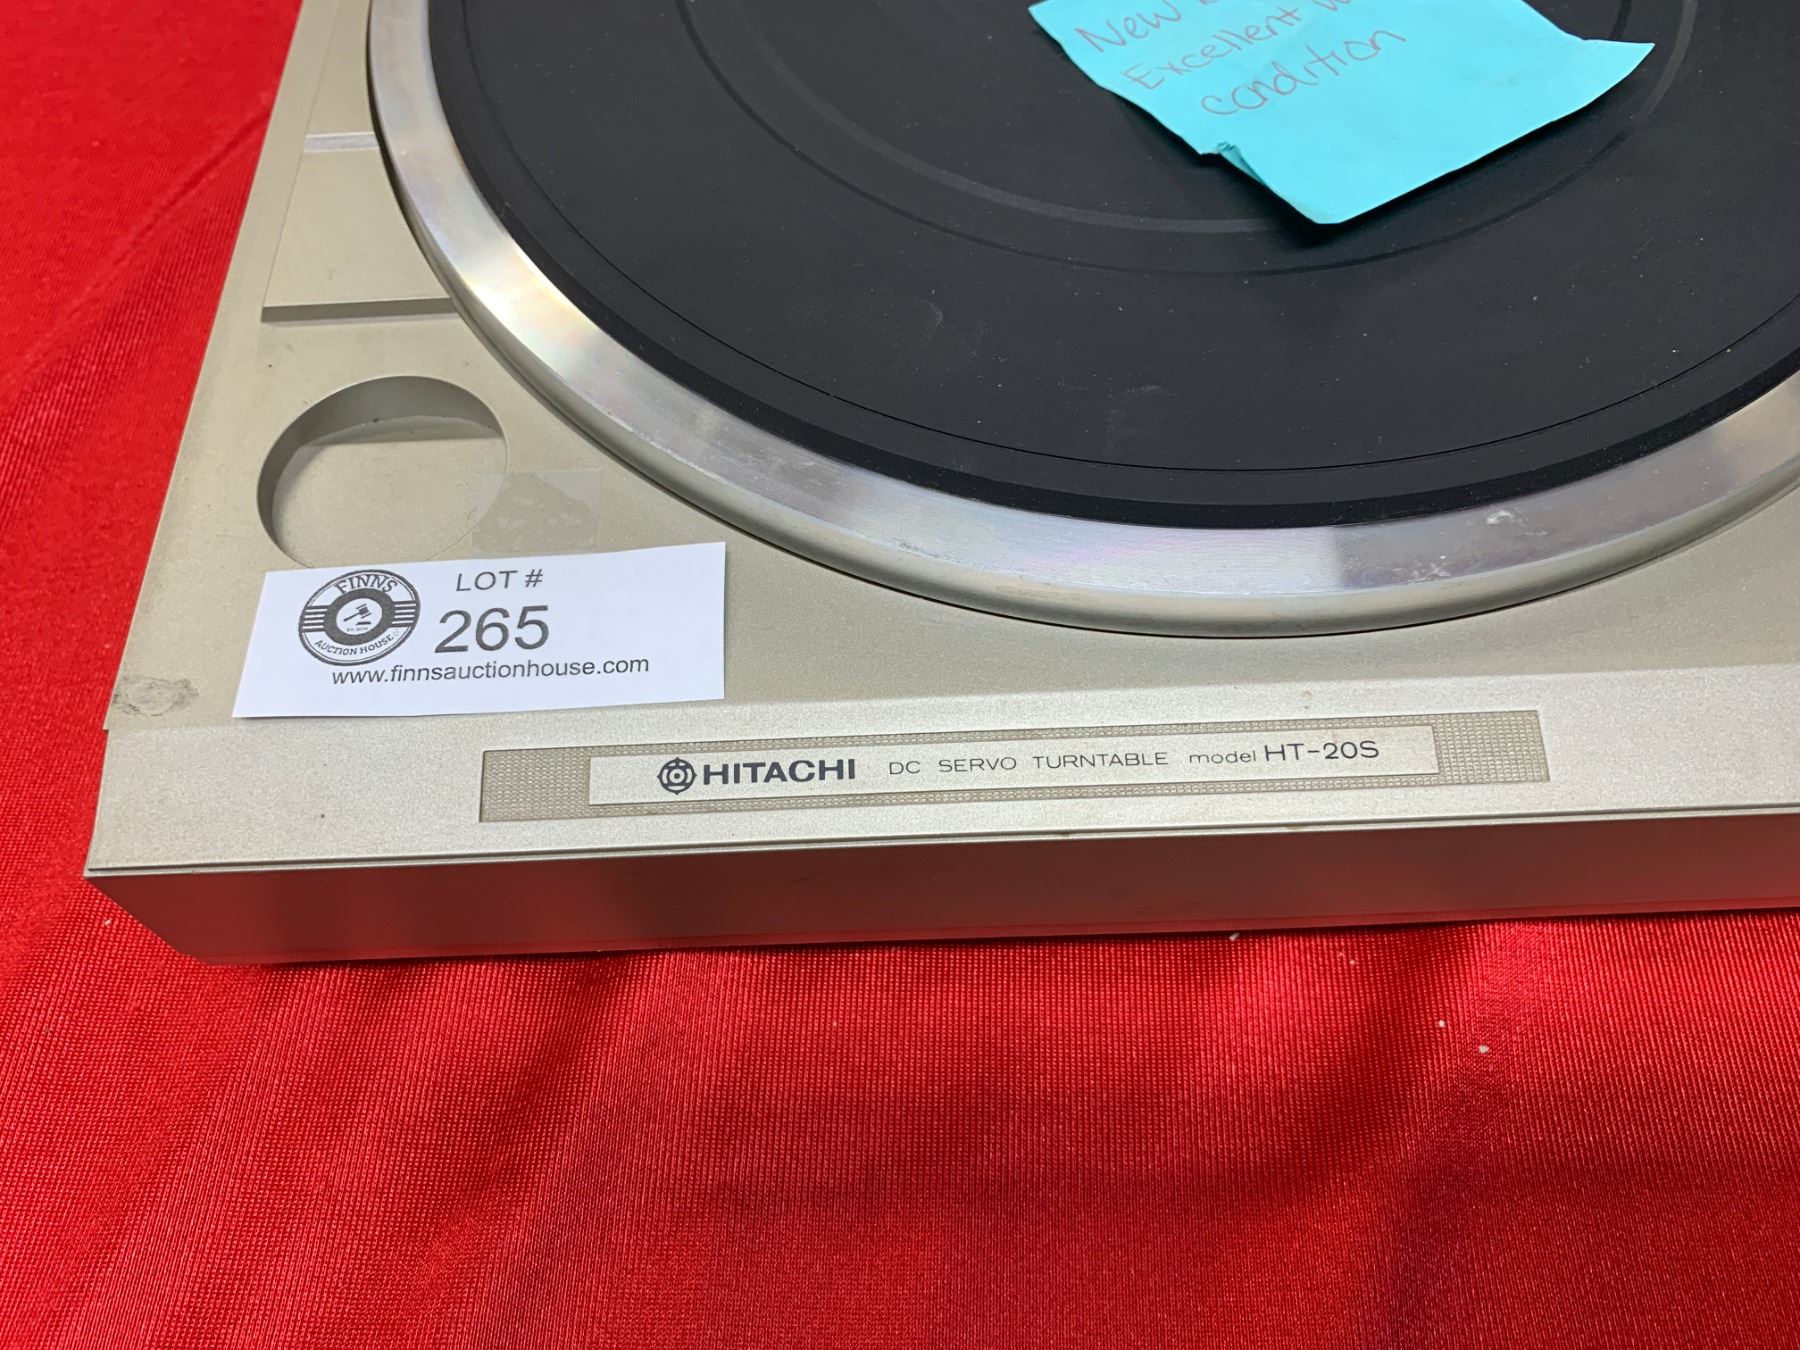 New
Excellent
condition
FINNS
AUCTION HOUSE
LOT #
265
www.finnsauctionhouse.com
HITACHI DC SERVO TURNTABLE model HT-20S